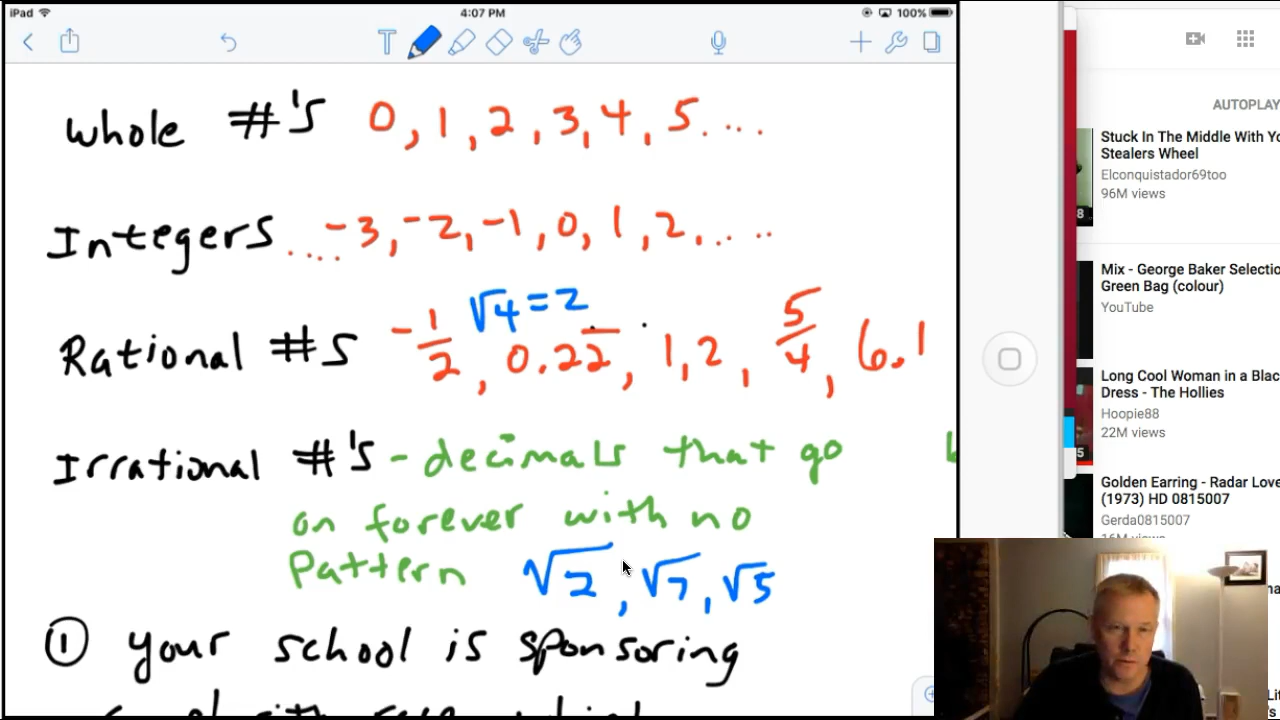 iPad 4:07 PM 100%
T
whole #'s 0, 1, 2, 3, 4, 5....
Integers ....-3, -2, -1, 0, 1, 2, ....
√4 = 2
Rational #s -1/2, 0.22̅, 1, 2, 5/4, 6.1
Irrational #'s - decimals that go
on forever with no
Pattern √2, √7, √5
① your school is sponsoring
AUTOPLAY
Stuck In The Middle With
Stealers Wheel
Elconquistador69too
96M views
8
Mix - George Baker
Green Bag (colour)
YouTube
Long Cool Woman in a
Dress - The Hollies
Hoopie88
22M views
5
Golden Earring - Radar Love
(1973) HD 0815007
Gerda0815007